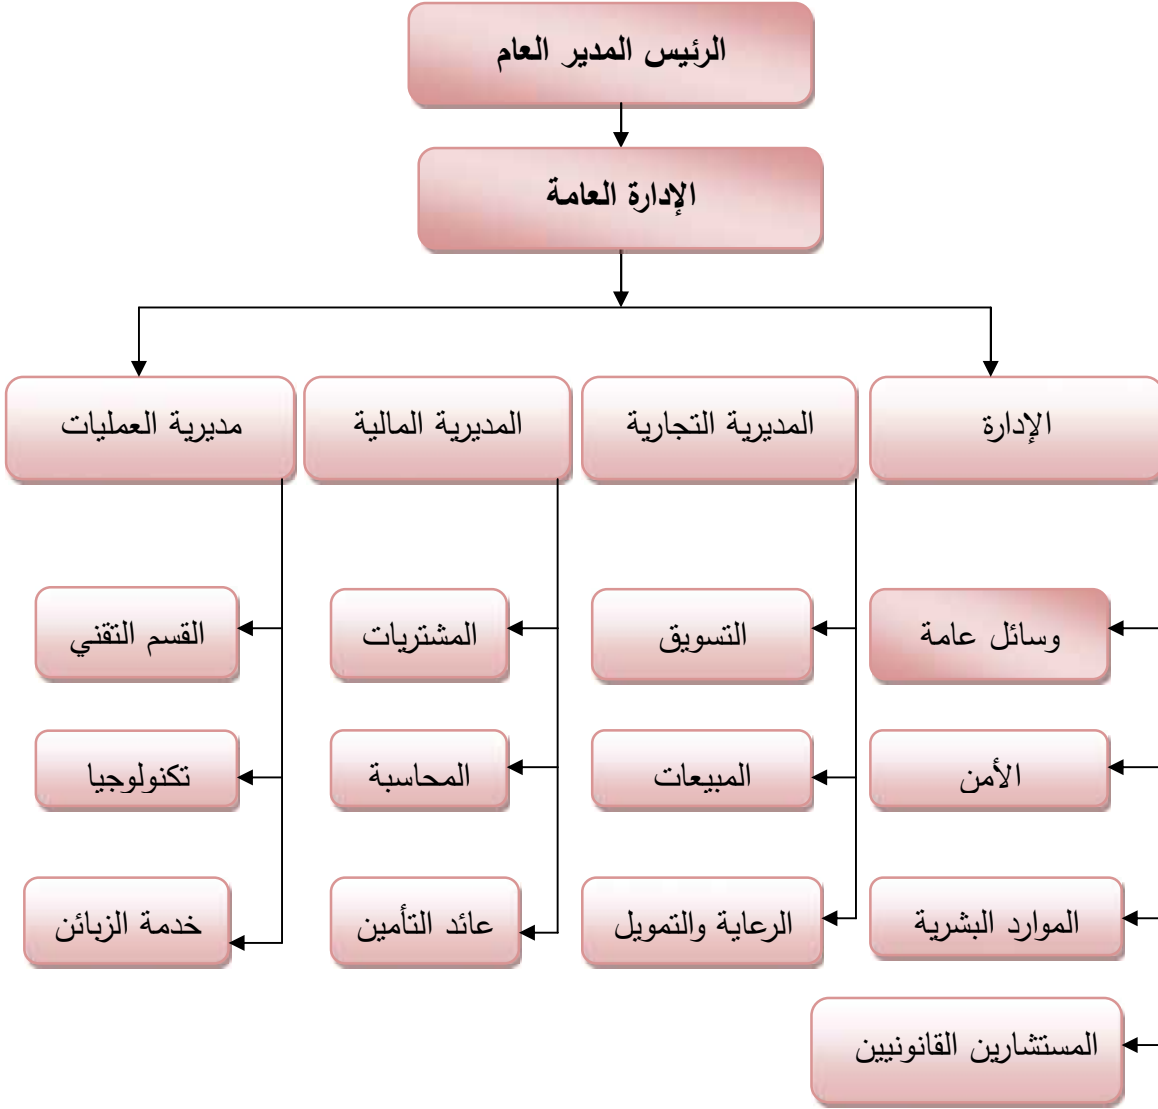 الرئيس المدير العام
الإدارة العامة
الإدارة
المديرية التجارية
المديرية المالية
مديرية العمليات
وسائل عامة
التسويق
المشتريات
القسم التقني
الأمن
المبيعات
المحاسبة
تكنولوجيا
الموارد البشرية
الرعاية والتمويل
عائد التأمين
خدمة الزبائن
المستشارين القانونيين